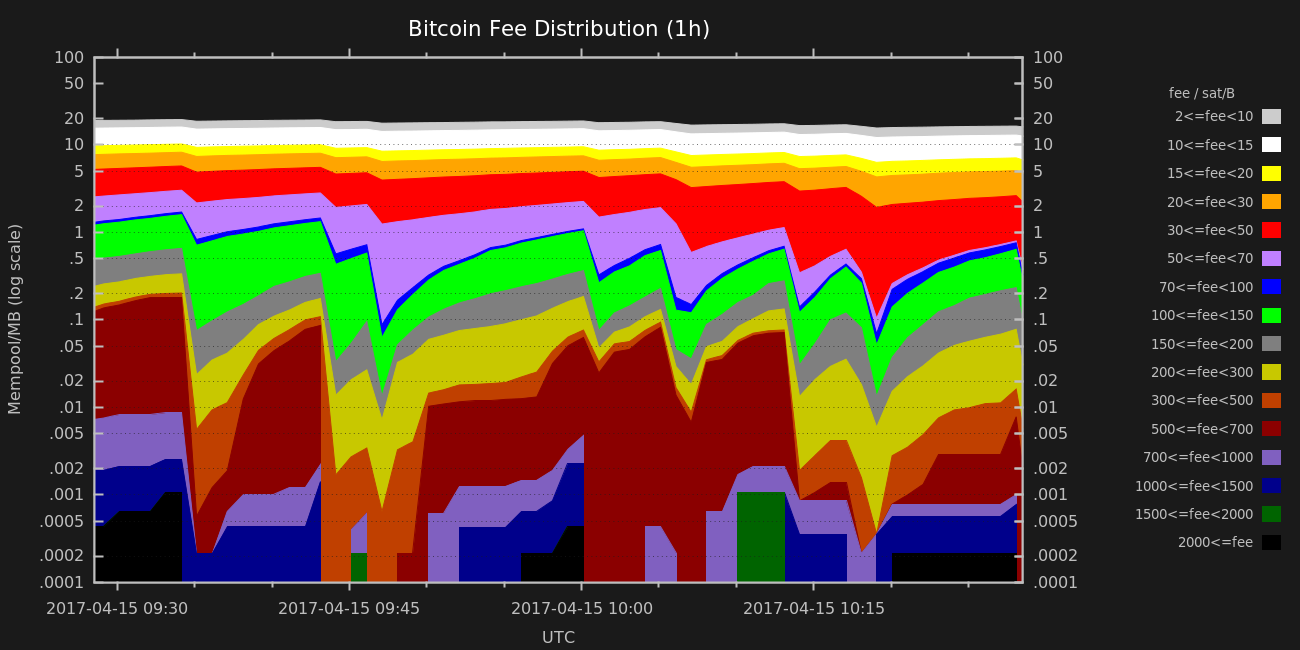 Bitcoin Fee Distribution (1h)
100 100
50 50
20 20
10 10
5 5
2 2
1 1
.5 .5
.2 .2
.1 .1
.05 .05
.02 .02
.01 .01
.005 .005
.002 .002
.001 .001
.0005 .0005
.0002 .0002
.0001 .0001
Mempool/MB (log scale)
2017-04-15 09:30 2017-04-15 09:45 2017-04-15 10:00 2017-04-15 10:15
UTC
fee / sat/B
2<=fee<10
10<=fee<15
15<=fee<20
20<=fee<30
30<=fee<50
50<=fee<70
70<=fee<100
100<=fee<150
150<=fee<200
200<=fee<300
300<=fee<500
500<=fee<700
700<=fee<1000
1000<=fee<1500
1500<=fee<2000
2000<=fee